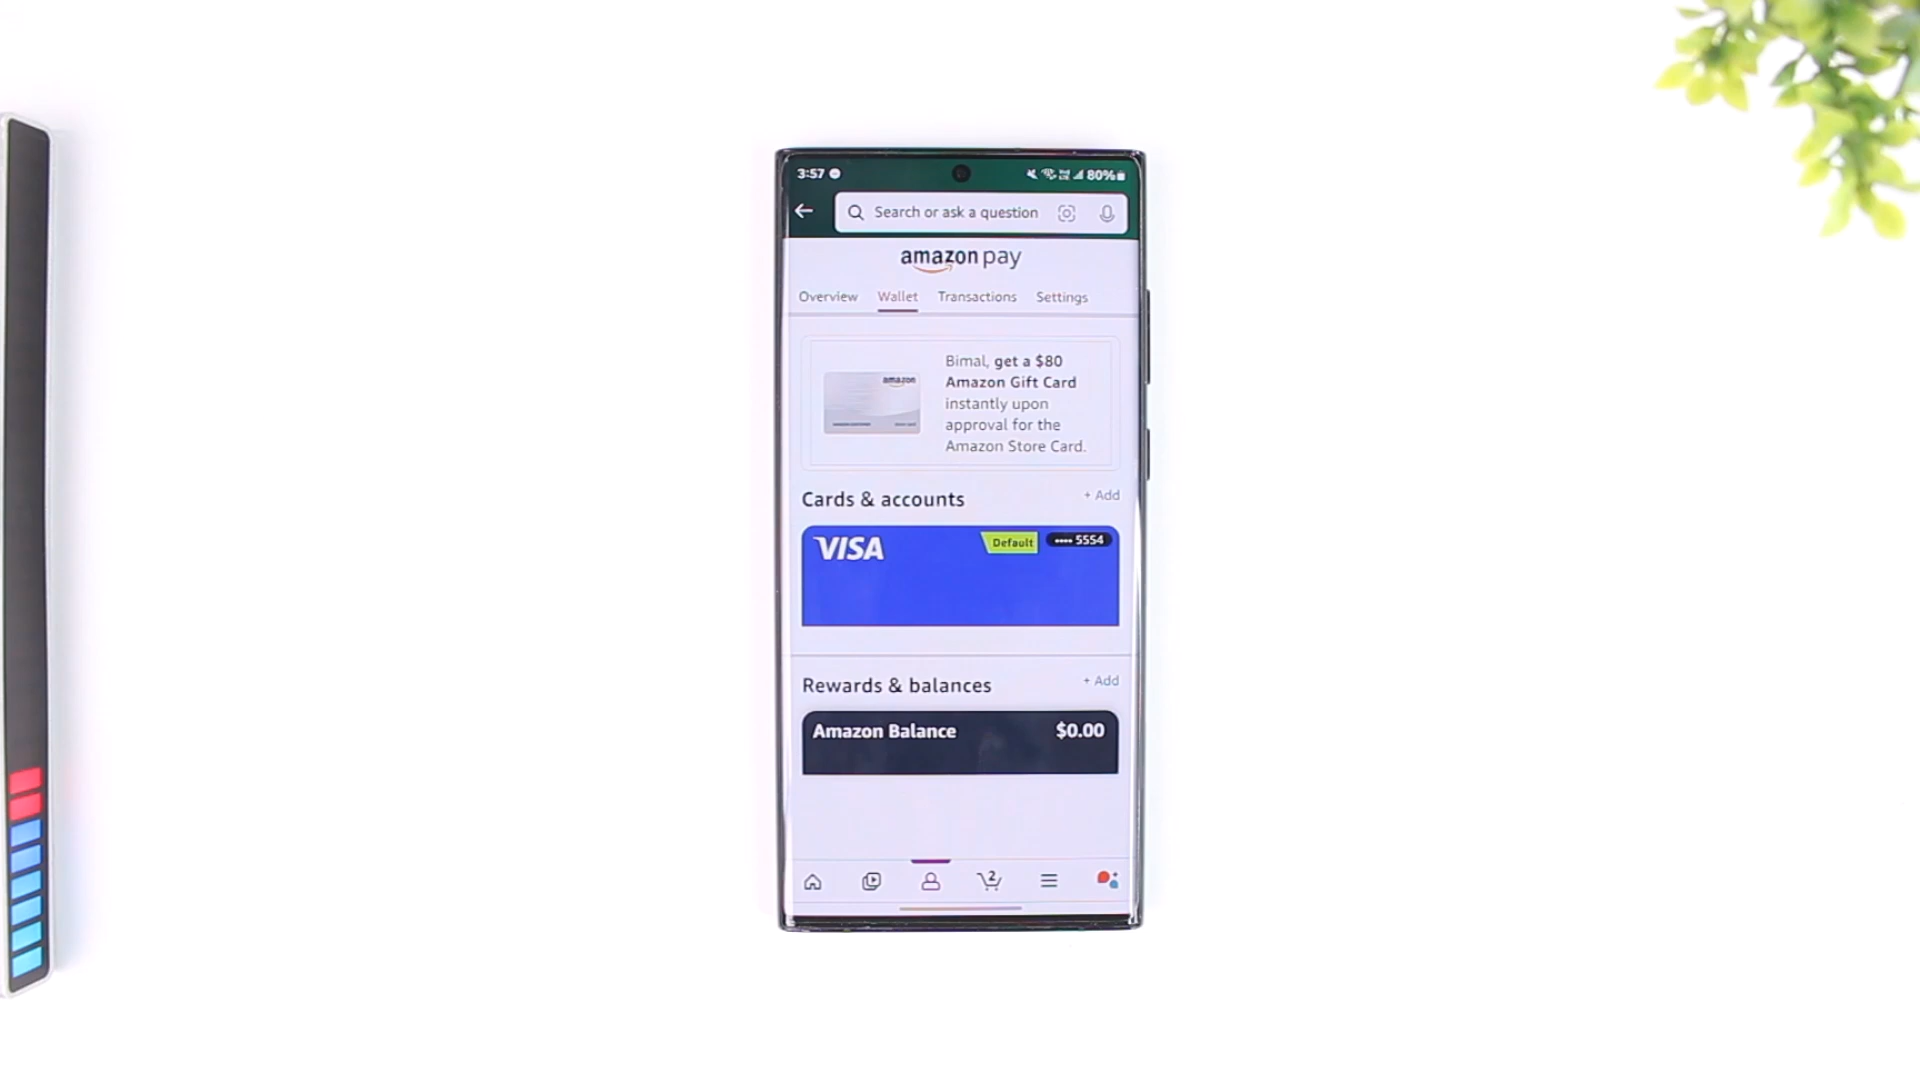 3:57
80%
Search or ask a question
amazon pay
Overview Wallet Transactions Settings
amazon
Bimal, get a $80
Amazon Gift Card
instantly upon
approval for the
Amazon Store Card.
Cards & accounts + Add
VISA Default •••• 5554
Rewards & balances + Add
Amazon Balance $0.00
2